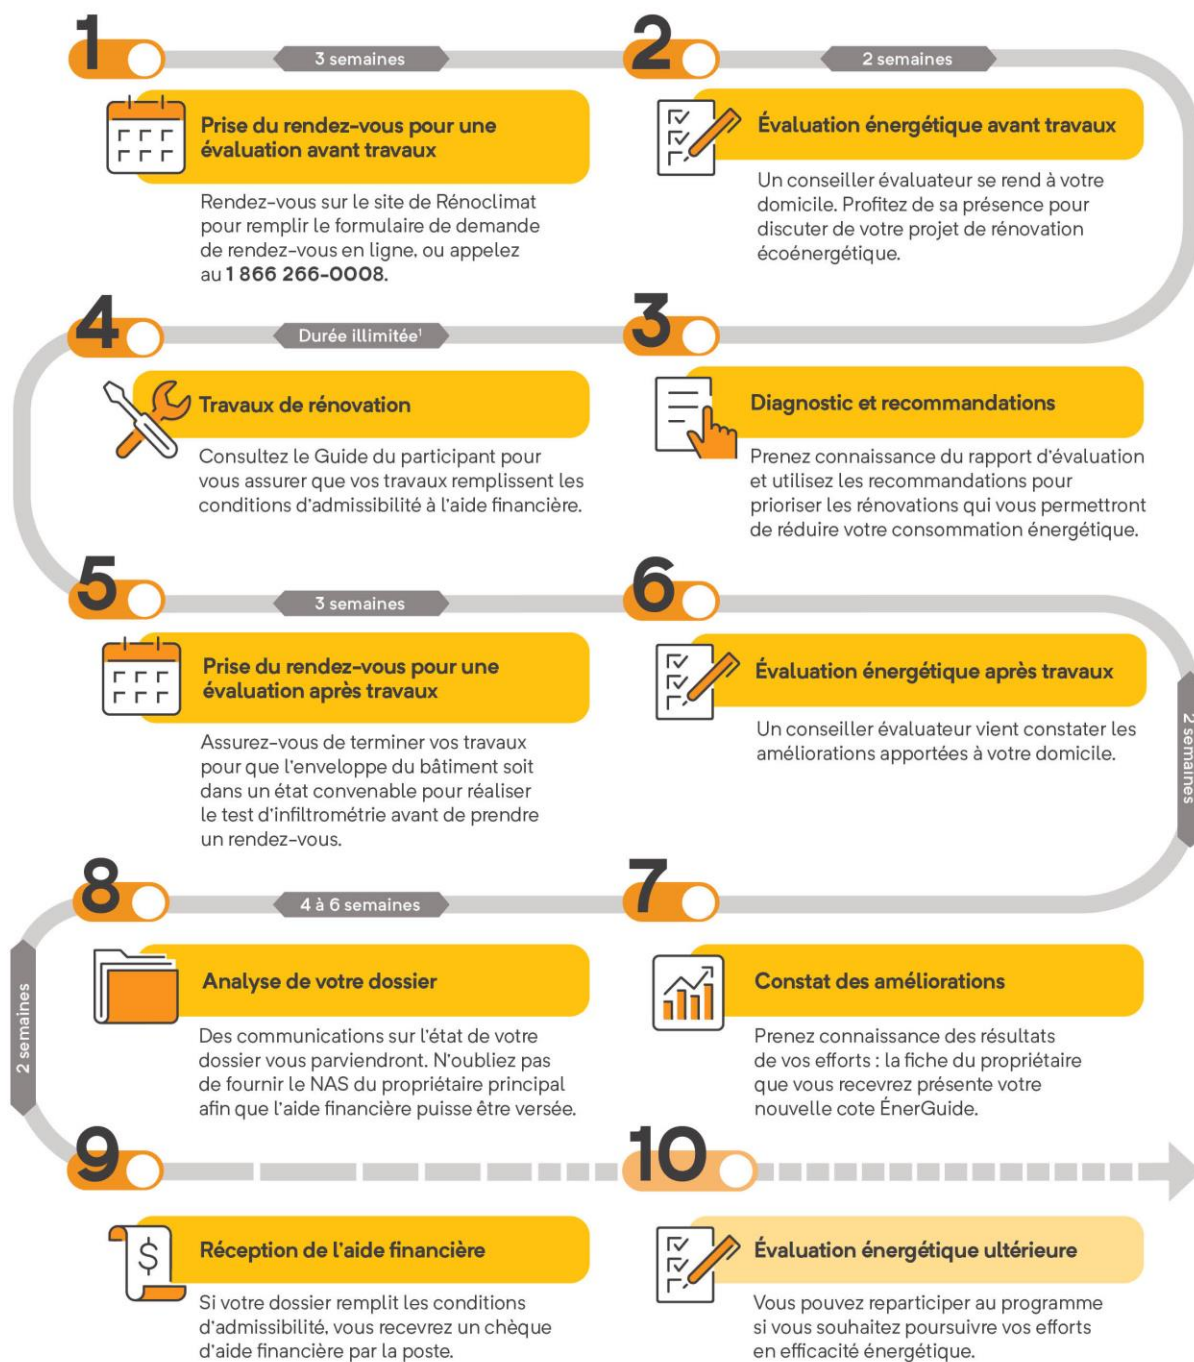 1
3 semaines
Prise du rendez-vous pour une
évaluation avant travaux
Rendez-vous sur le site de Rénoclimat
pour remplir le formulaire de demande
de rendez-vous en ligne, ou appelez
au 1 866 266-0008.
2
2 semaines
Évaluation énergétique avant travaux
Un conseiller évaluateur se rend à votre
domicile. Profitez de sa présence pour
discuter de votre projet de rénovation
écoénergétique.
3
Diagnostic et recommandations
Prenez connaissance du rapport d'évaluation
et utilisez les recommandations pour
prioriser les rénovations qui vous permettront
de réduire votre consommation énergétique.
4
Durée illimitée¹
Travaux de rénovation
Consultez le Guide du participant pour
vous assurer que vos travaux remplissent les
conditions d'admissibilité à l'aide financière.
5
3 semaines
Prise du rendez-vous pour une
évaluation après travaux
Assurez-vous de terminer vos travaux
pour que l'enveloppe du bâtiment soit
dans un état convenable pour réaliser
le test d'infiltrométrie avant de prendre
un rendez-vous.
6
Évaluation énergétique après travaux
Un conseiller évaluateur vient constater les
améliorations apportées à votre domicile.
2 semaines
7
Constat des améliorations
Prenez connaissance des résultats
de vos efforts : la fiche du propriétaire
que vous recevrez présente votre
nouvelle cote ÉnerGuide.
8
4 à 6 semaines
Analyse de votre dossier
Des communications sur l'état de votre
dossier vous parviendront. N'oubliez pas
de fournir le NAS du propriétaire principal
afin que l'aide financière puisse être versée.
2 semaines
9
Réception de l'aide financière
Si votre dossier remplit les conditions
d'admissibilité, vous recevrez un chèque
d'aide financière par la poste.
10
Évaluation énergétique ultérieure
Vous pouvez reparticiper au programme
si vous souhaitez poursuivre vos efforts
en efficacité énergétique.
$